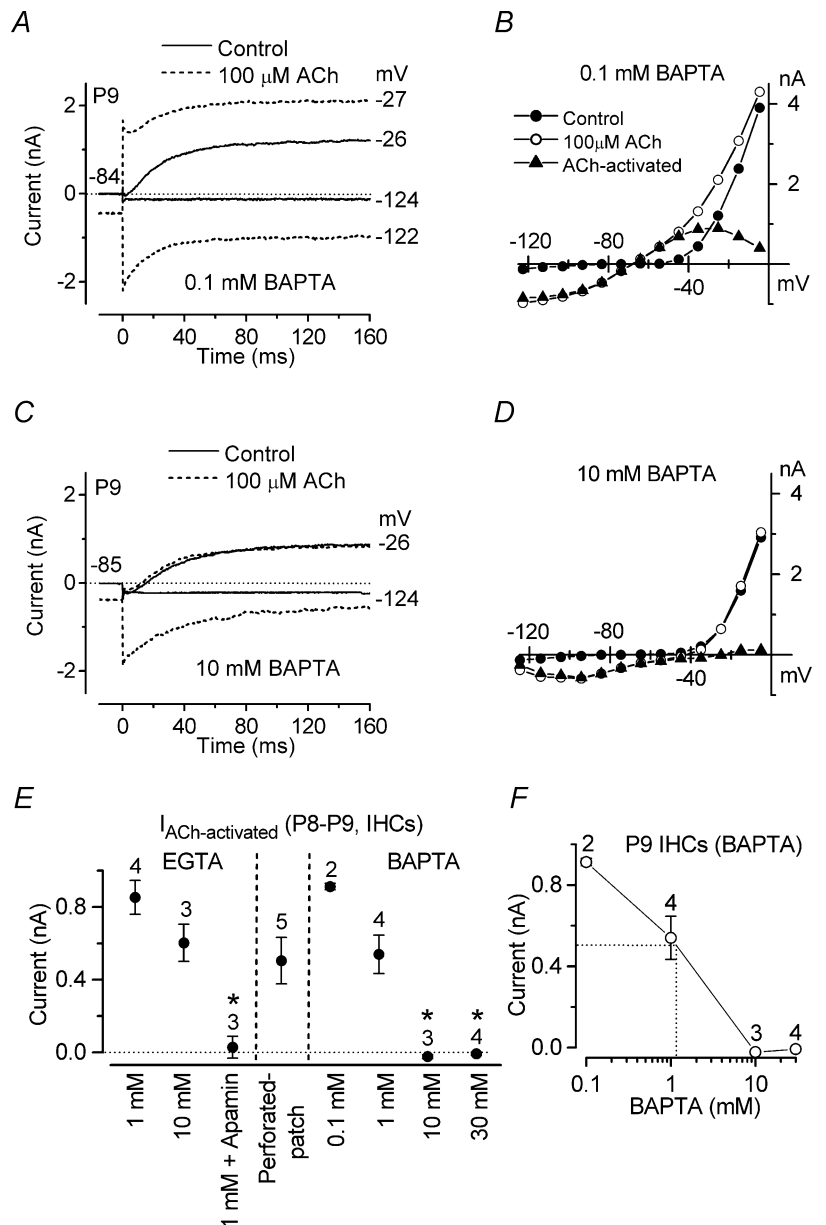 A
Control
100 μM ACh
mV
P9
-27
-26
-84
-124
-122
2
0
-2
Current (nA)
0.1 mM BAPTA
0 40 80 120 160
Time (ms)
B
0.1 mM BAPTA
nA
4
Control
100μM ACh
ACh-activated
2
-120 -80
-40
mV
C
Control
100 μM ACh
mV
P9
-26
-85
-124
2
0
-2
Current (nA)
10 mM BAPTA
0 40 80 120 160
Time (ms)
D
10 mM BAPTA
nA
4
2
-120 -80
-40
mV
E
IACh-activated (P8-P9, IHCs)
EGTA BAPTA
4 3 * 3 5 2 4 * 3 * 4
0.8
0.4
0.0
Current (nA)
1 mM
10 mM
1 mM + Apamin
Perforated-
patch
0.1 mM
1 mM
10 mM
30 mM
F
P9 IHCs (BAPTA)
2 4 3 4
0.8
0.4
0.0
Current (nA)
0.1 1 10
BAPTA (mM)